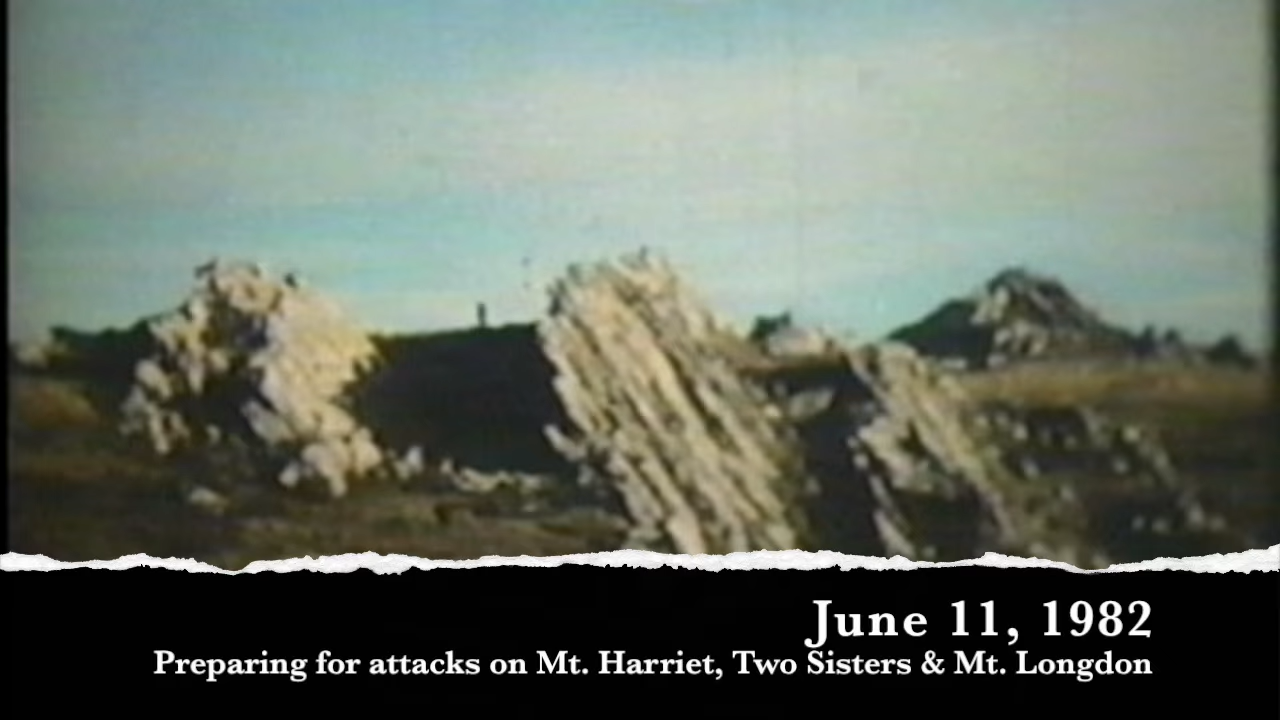 June 11, 1982
Preparing for attacks on Mt. Harriet, Two Sisters & Mt. Longdon